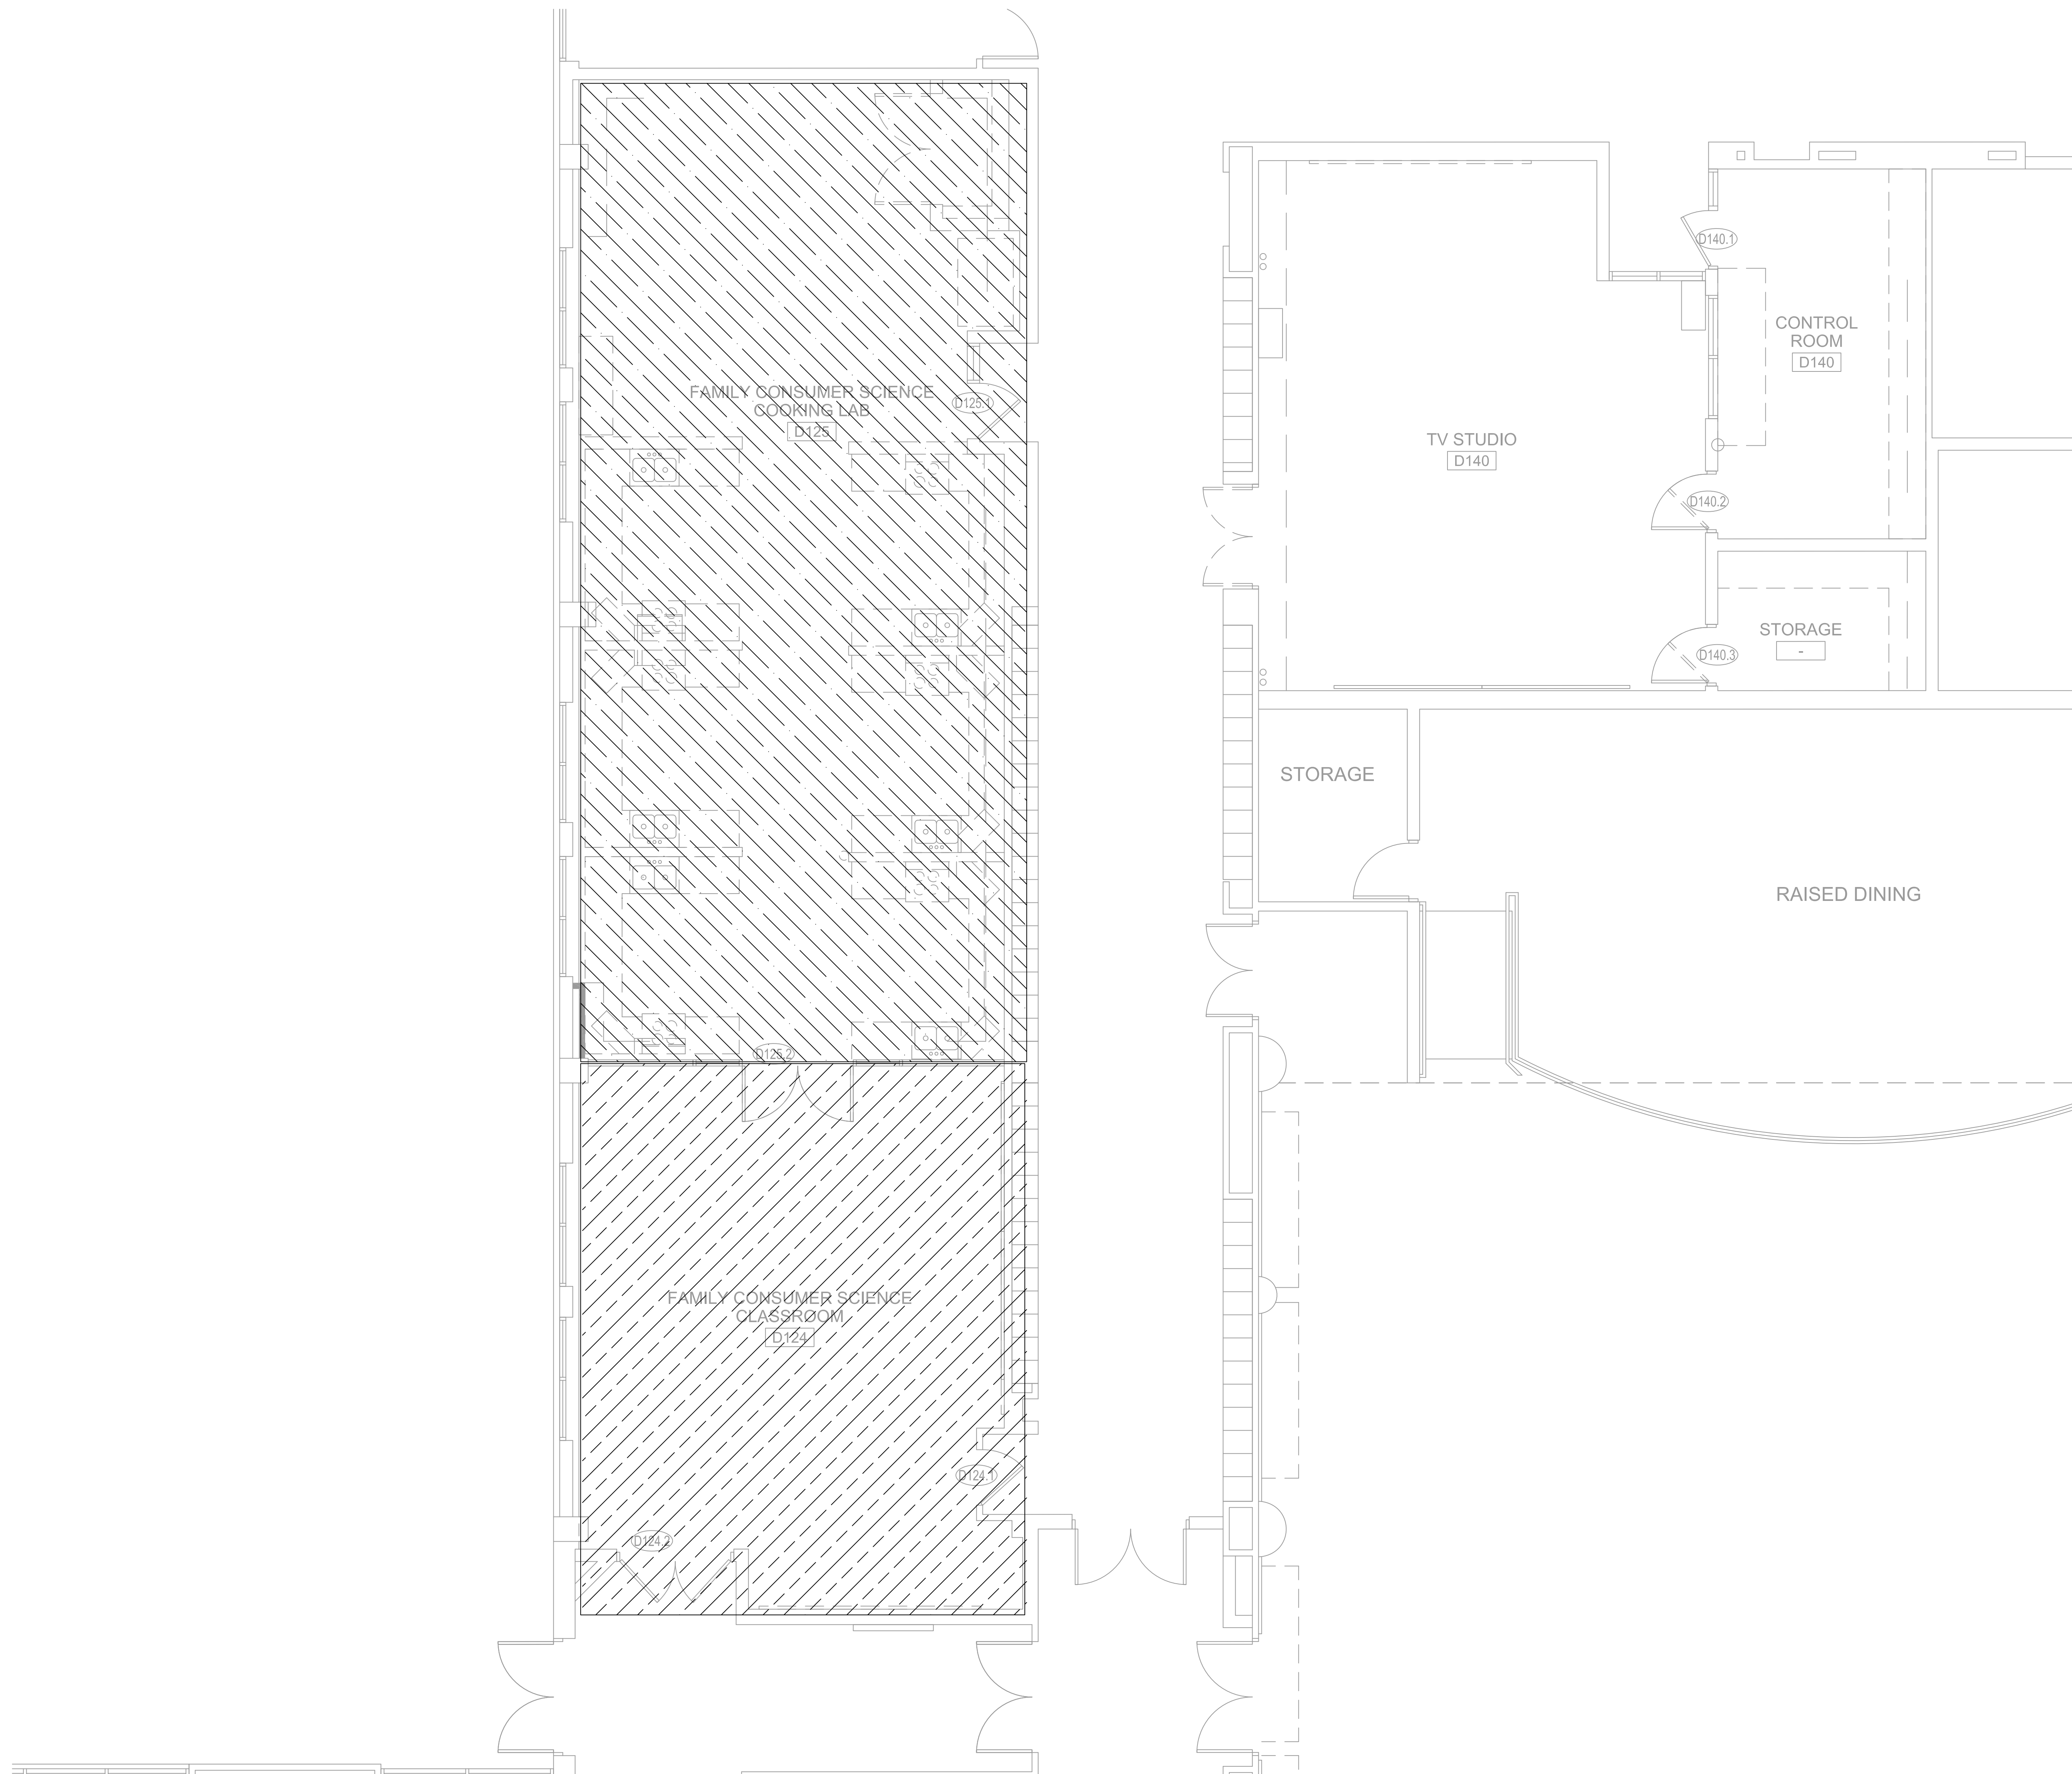 D140.1
CONTROL
ROOM
D140
FAMILY CONSUMER SCIENCE
COOKING LAB
D125
D125.1
TV STUDIO
D140
D140.2
STORAGE
-
D140.3
STORAGE
RAISED DINING
D125.2
FAMILY CONSUMER SCIENCE
CLASSROOM
D124
D124.1
D124.2